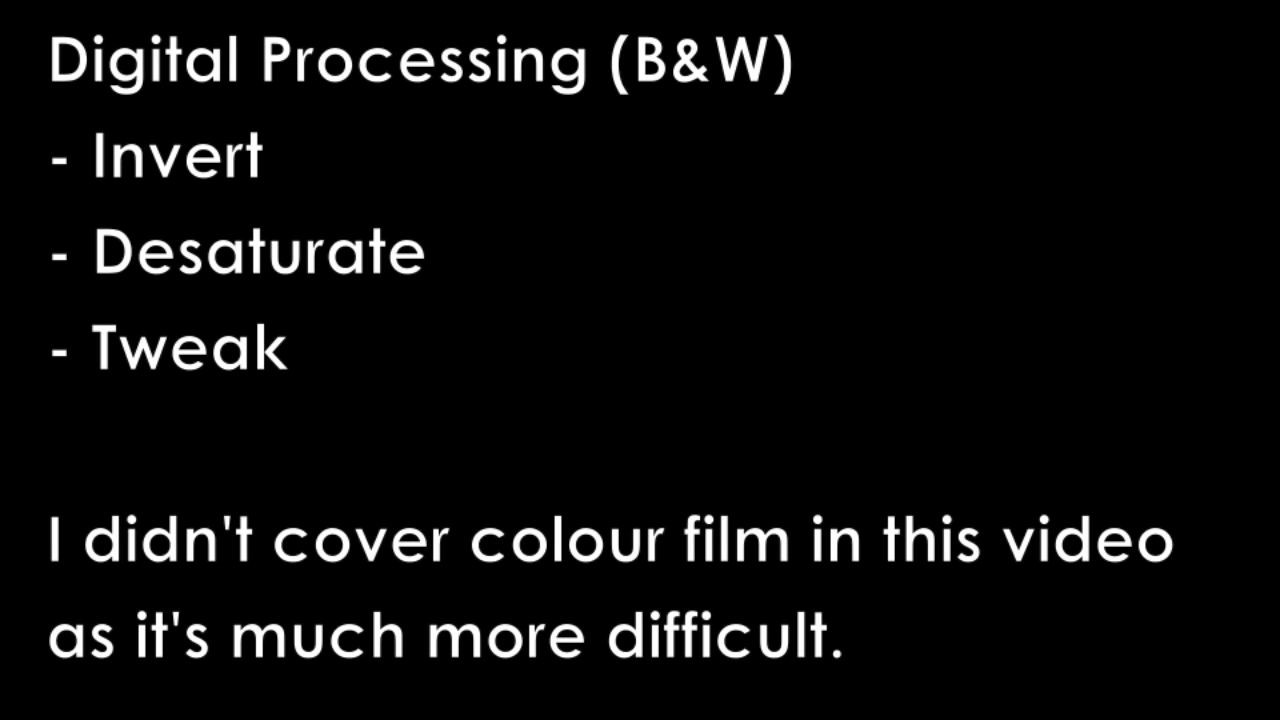 Digital Processing (B&W)
- Invert
- Desaturate
- Tweak
I didn't cover colour film in this video
as it's much more difficult.